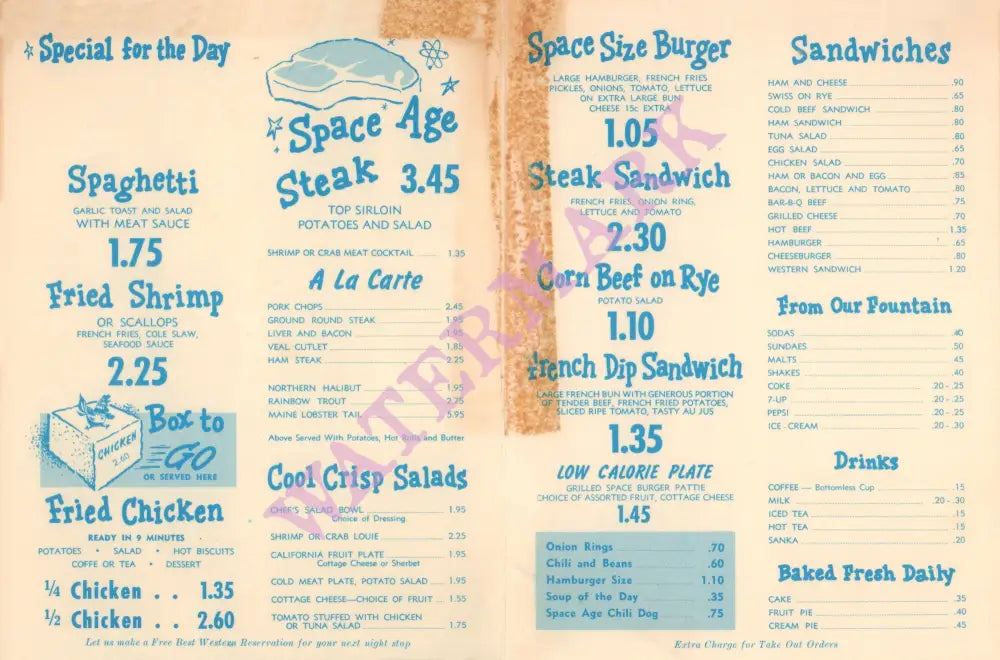 Special for the Day
Spaghetti
GARLIC TOAST AND SALAD
WITH MEAT SAUCE
1.75
Fried Shrimp
OR SCALLOPS
FRENCH FRIES, COLE SLAW,
SEAFOOD SAUCE
2.25
CHICKEN
2.60
Box to
GO
OR SERVED HERE
Fried Chicken
READY IN 9 MINUTES
POTATOES • SALAD • HOT BISCUITS
COFFE OR TEA • DESSERT
1/4 Chicken . . 1.35
1/2 Chicken . . 2.60
Space Age
Steak 3.45
TOP SIRLOIN
POTATOES AND SALAD
SHRIMP OR CRAB MEAT COCKTAIL 1.35
A La Carte
PORK CHOPS 2.45
GROUND ROUND STEAK 1.95
LIVER AND BACON 1.95
VEAL CUTLET 1.85
HAM STEAK 2.25
NORTHERN HALIBUT 1.95
RAINBOW TROUT 2.75
MAINE LOBSTER TAIL 5.95
Above Served With Potatoes, Hot Rolls and Butter
Cool Crisp Salads
CHEF'S SALAD BOWL 1.95
Choice of Dressing
SHRIMP OR CRAB LOUIE 2.25
CALIFORNIA FRUIT PLATE 1.95
Cottage Cheese or Sherbet
COLD MEAT PLATE, POTATO SALAD 1.95
COTTAGE CHEESE—CHOICE OF FRUIT 1.55
TOMATO STUFFED WITH CHICKEN
OR TUNA SALAD 1.75
Let us make a Free Best Western Reservation for your next night stop
Space Size Burger
LARGE HAMBURGER, FRENCH FRIES
PICKLES, ONIONS, TOMATO, LETTUCE
ON EXTRA LARGE BUN
CHEESE 15c EXTRA
1.05
Steak Sandwich
FRENCH FRIES, ONION RING,
LETTUCE AND TOMATO
2.30
Corn Beef on Rye
POTATO SALAD
1.10
French Dip Sandwich
LARGE FRENCH BUN WITH GENEROUS PORTION
OF TENDER BEEF, FRENCH FRIED POTATOES,
SLICED RIPE TOMATO, TASTY AU JUS
1.35
LOW CALORIE PLATE
GRILLED SPACE BURGER PATTIE
CHOICE OF ASSORTED FRUIT, COTTAGE CHEESE
1.45
Onion Rings .70
Chili and Beans .60
Hamburger Size 1.10
Soup of the Day .35
Space Age Chili Dog .75
Sandwiches
HAM AND CHEESE .90
SWISS ON RYE .65
COLD BEEF SANDWICH .80
HAM SANDWICH .80
TUNA SALAD .80
EGG SALAD .65
CHICKEN SALAD .70
HAM OR BACON AND EGG .85
BACON, LETTUCE AND TOMATO .80
BAR-B-Q BEEF .75
GRILLED CHEESE .70
HOT BEEF 1.35
HAMBURGER .65
CHEESEBURGER .80
WESTERN SANDWICH 1.20
From Our Fountain
SODAS .40
SUNDAES .50
MALTS .45
SHAKES .40
COKE .20 - .25
7-UP .20 - .25
PEPSI .20 - .25
ICE CREAM .20 - .30
Drinks
COFFEE — Bottomless Cup .15
MILK .20 - .30
ICED TEA .15
HOT TEA .15
SANKA .20
Baked Fresh Daily
CAKE .35
FRUIT PIE .40
CREAM PIE .45
Extra Charge for Take Out Orders
WATERMARK